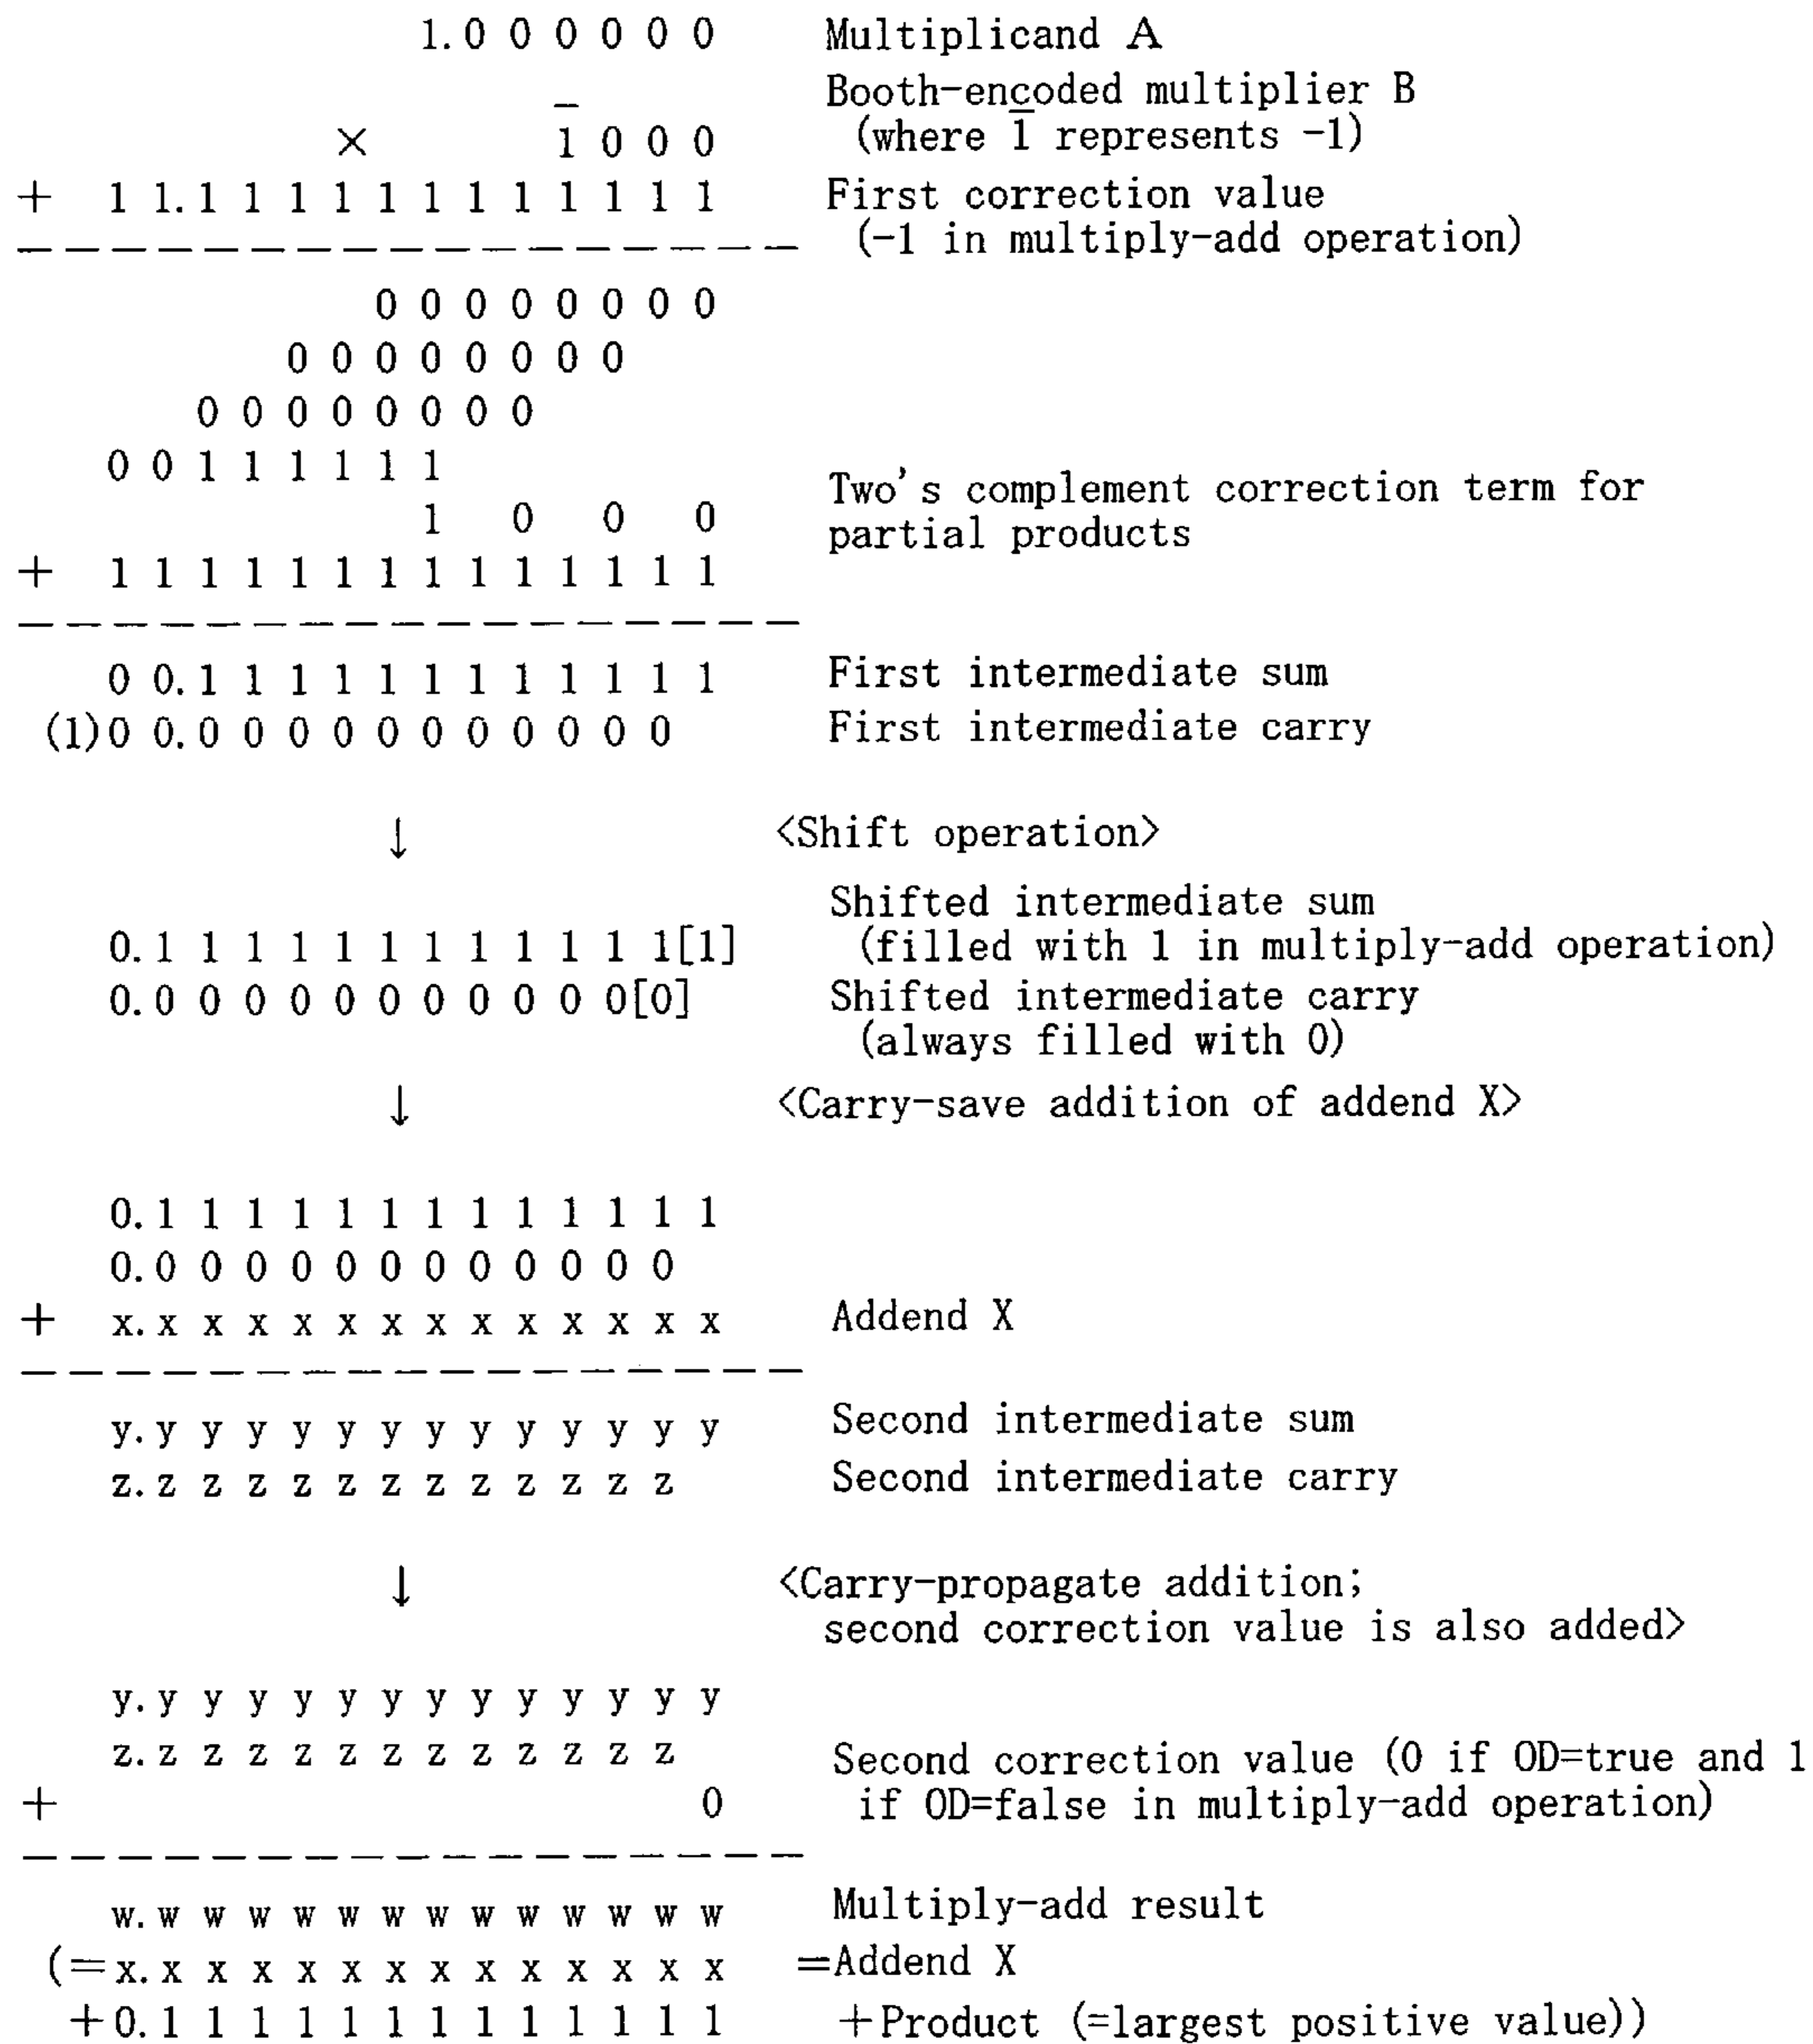 1. 0 0 0 0 0 0 Multiplicand A
Booth-encoded multiplier B
× 1̅ 0 0 0 (where 1̅ represents -1)
+ 1 1. 1 1 1 1 1 1 1 1 1 1 1 1 First correction value
(-1 in multiply-add operation)
0 0 0 0 0 0 0 0
0 0 0 0 0 0 0 0
0 0 0 0 0 0 0 0
0 0 1 1 1 1 1 1
Two's complement correction term for
1 0 0 0 partial products
+ 1 1 1 1 1 1 1 1 1 1 1 1 1 1
0 0. 1 1 1 1 1 1 1 1 1 1 1 1 First intermediate sum
(1)0 0. 0 0 0 0 0 0 0 0 0 0 0 First intermediate carry
↓ <Shift operation>
Shifted intermediate sum
0. 1 1 1 1 1 1 1 1 1 1 1 1[1] (filled with 1 in multiply-add operation)
0. 0 0 0 0 0 0 0 0 0 0 0[0] Shifted intermediate carry
(always filled with 0)
↓ <Carry-save addition of addend X>
0. 1 1 1 1 1 1 1 1 1 1 1 1 1
0. 0 0 0 0 0 0 0 0 0 0 0 0
+ x. x x x x x x x x x x x x x Addend X
y. y y y y y y y y y y y y y Second intermediate sum
z. z z z z z z z z z z z z Second intermediate carry
↓ <Carry-propagate addition;
second correction value is also added>
y. y y y y y y y y y y y y y
z. z z z z z z z z z z z z Second correction value (0 if OD=true and 1
+ 0 if OD=false in multiply-add operation)
w. w w w w w w w w w w w w w Multiply-add result
(=x. x x x x x x x x x x x x x =Addend X
+0. 1 1 1 1 1 1 1 1 1 1 1 1 1 +Product (=largest positive value))